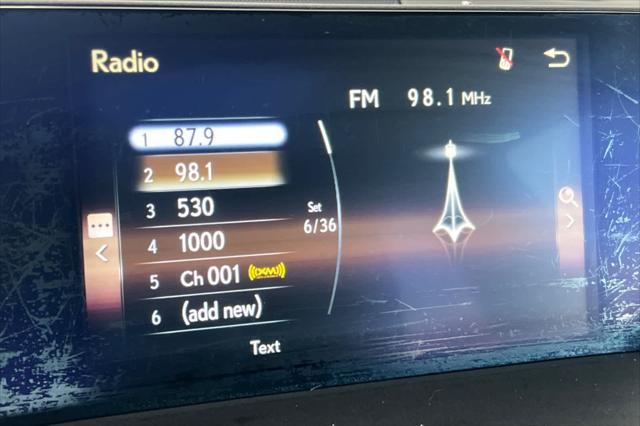 Radio
FM 98.1 MHz
1 87.9
2 98.1
3 530
4 1000
5 Ch 001 ((XM))
6 (add new)
Set
6/36
Text